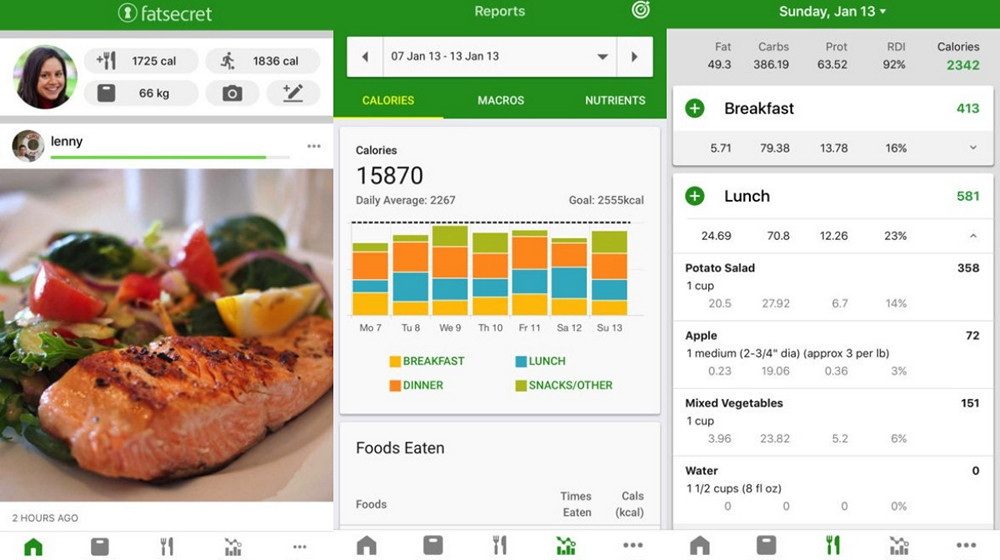 fatsecret
1725 cal
1836 cal
66 kg
lenny
2 HOURS AGO
Reports
07 Jan 13 - 13 Jan 13
CALORIES MACROS NUTRIENTS
Calories
15870
Daily Average: 2267 Goal: 2555kcal
Mo 7 Tu 8 We 9 Th 10 Fr 11 Sa 12 Su 13
BREAKFAST LUNCH
DINNER SNACKS/OTHER
Foods Eaten
Foods Times Eaten Cals (kcal)
Sunday, Jan 13
Fat Carbs Prot RDI Calories
49.3 386.19 63.52 92% 2342
Breakfast 413
5.71 79.38 13.78 16%
Lunch 581
24.69 70.8 12.26 23%
Potato Salad 358
1 cup
20.5 27.92 6.7 14%
Apple 72
1 medium (2-3/4" dia) (approx 3 per lb)
0.23 19.06 0.36 3%
Mixed Vegetables 151
1 cup
3.96 23.82 5.2 6%
Water 0
1 1/2 cups (8 fl oz)
0 0 0 0%